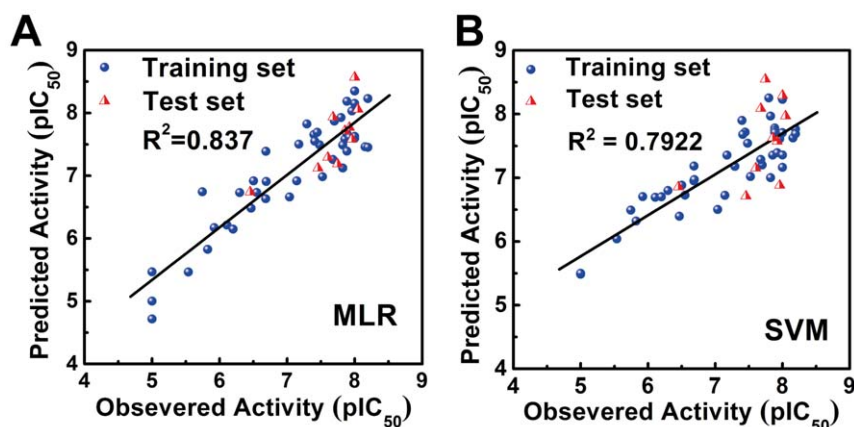 A
Predicted Activity (pIC50)
9
8
7
6
5
4
Training set
Test set
R²=0.837
MLR
4 5 6 7 8 9
Obsevered Activity (pIC50)
B
Predicted Activity (pIC50)
9
8
7
6
5
4
Training set
Test set
R² = 0.7922
SVM
4 5 6 7 8 9
Obsevered Activity (pIC50)